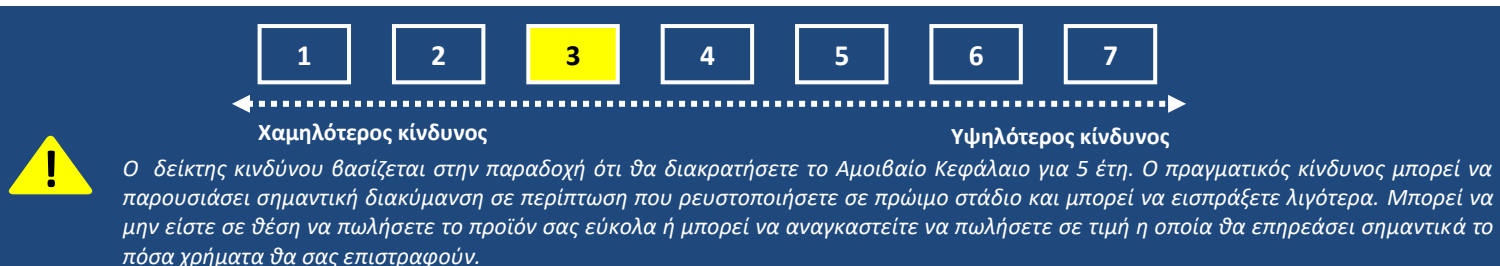 1 2 3 4 5 6 7
Χαμηλότερος κίνδυνος Υψηλότερος κίνδυνος
!
Ο δείκτης κινδύνου βασίζεται στην παραδοχή ότι θα διακρατήσετε το Αμοιβαίο Κεφάλαιο για 5 έτη. Ο πραγματικός κίνδυνος μπορεί να
παρουσιάσει σημαντική διακύμανση σε περίπτωση που ρευστοποιήσετε σε πρώιμο στάδιο και μπορεί να εισπράξετε λιγότερα. Μπορεί να
μην είστε σε θέση να πωλήσετε το προϊόν σας εύκολα ή μπορεί να αναγκαστείτε να πωλήσετε σε τιμή η οποία θα επηρεάσει σημαντικά το
πόσα χρήματα θα σας επιστραφούν.